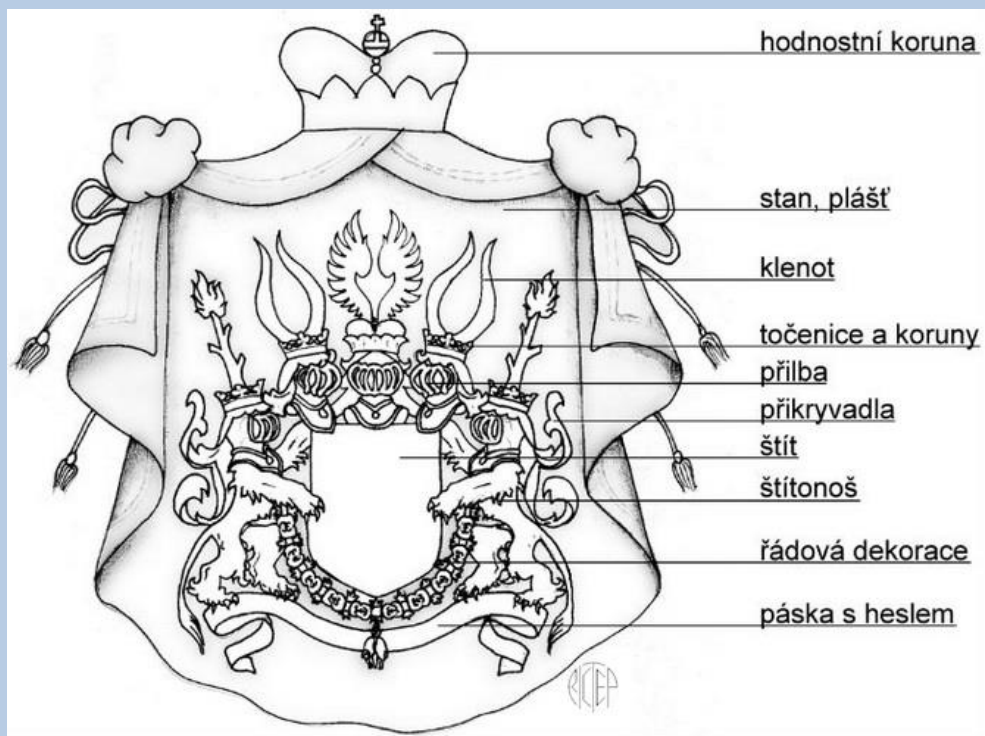 hodnostní koruna
stan, plášť
klenot
točenice a koruny
přilba
přikryvadla
štít
štítonoš
řádová dekorace
páska s heslem